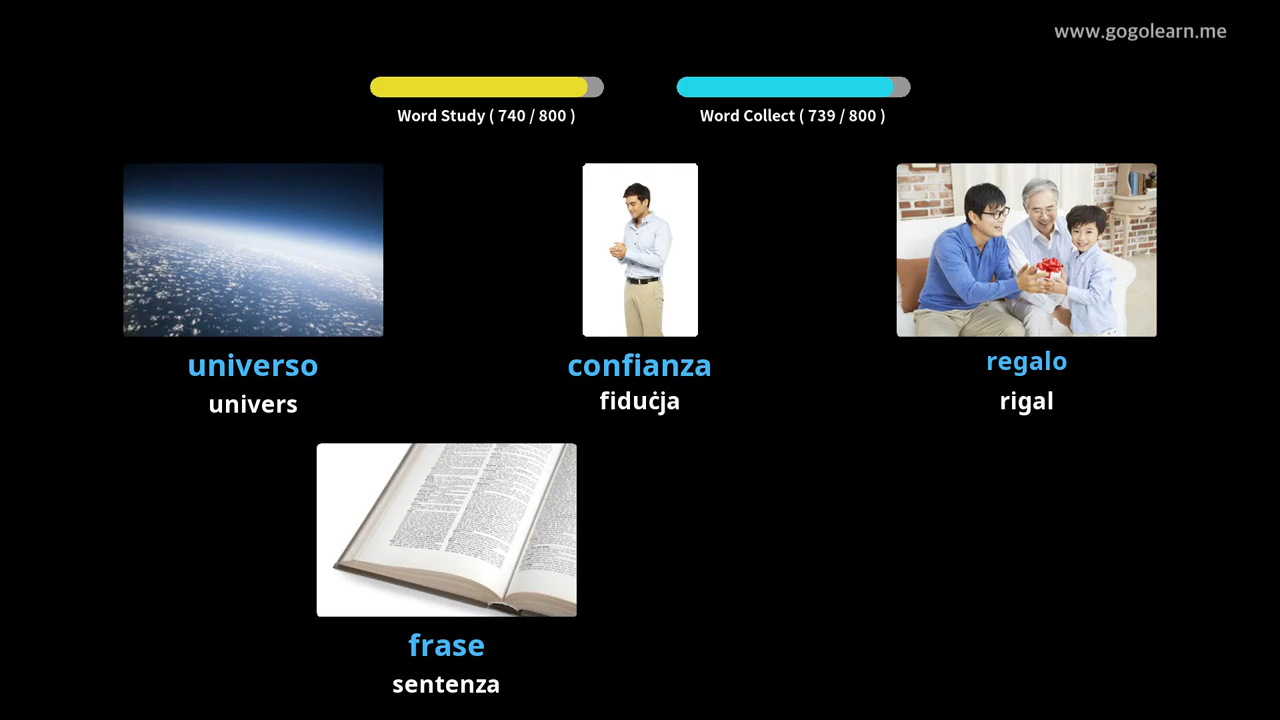 www.gogolearn.me
Word Study ( 740 / 800 )
Word Collect ( 739 / 800 )
universo
univers
confianza
fiduċja
regalo
rigal
frase
sentenza